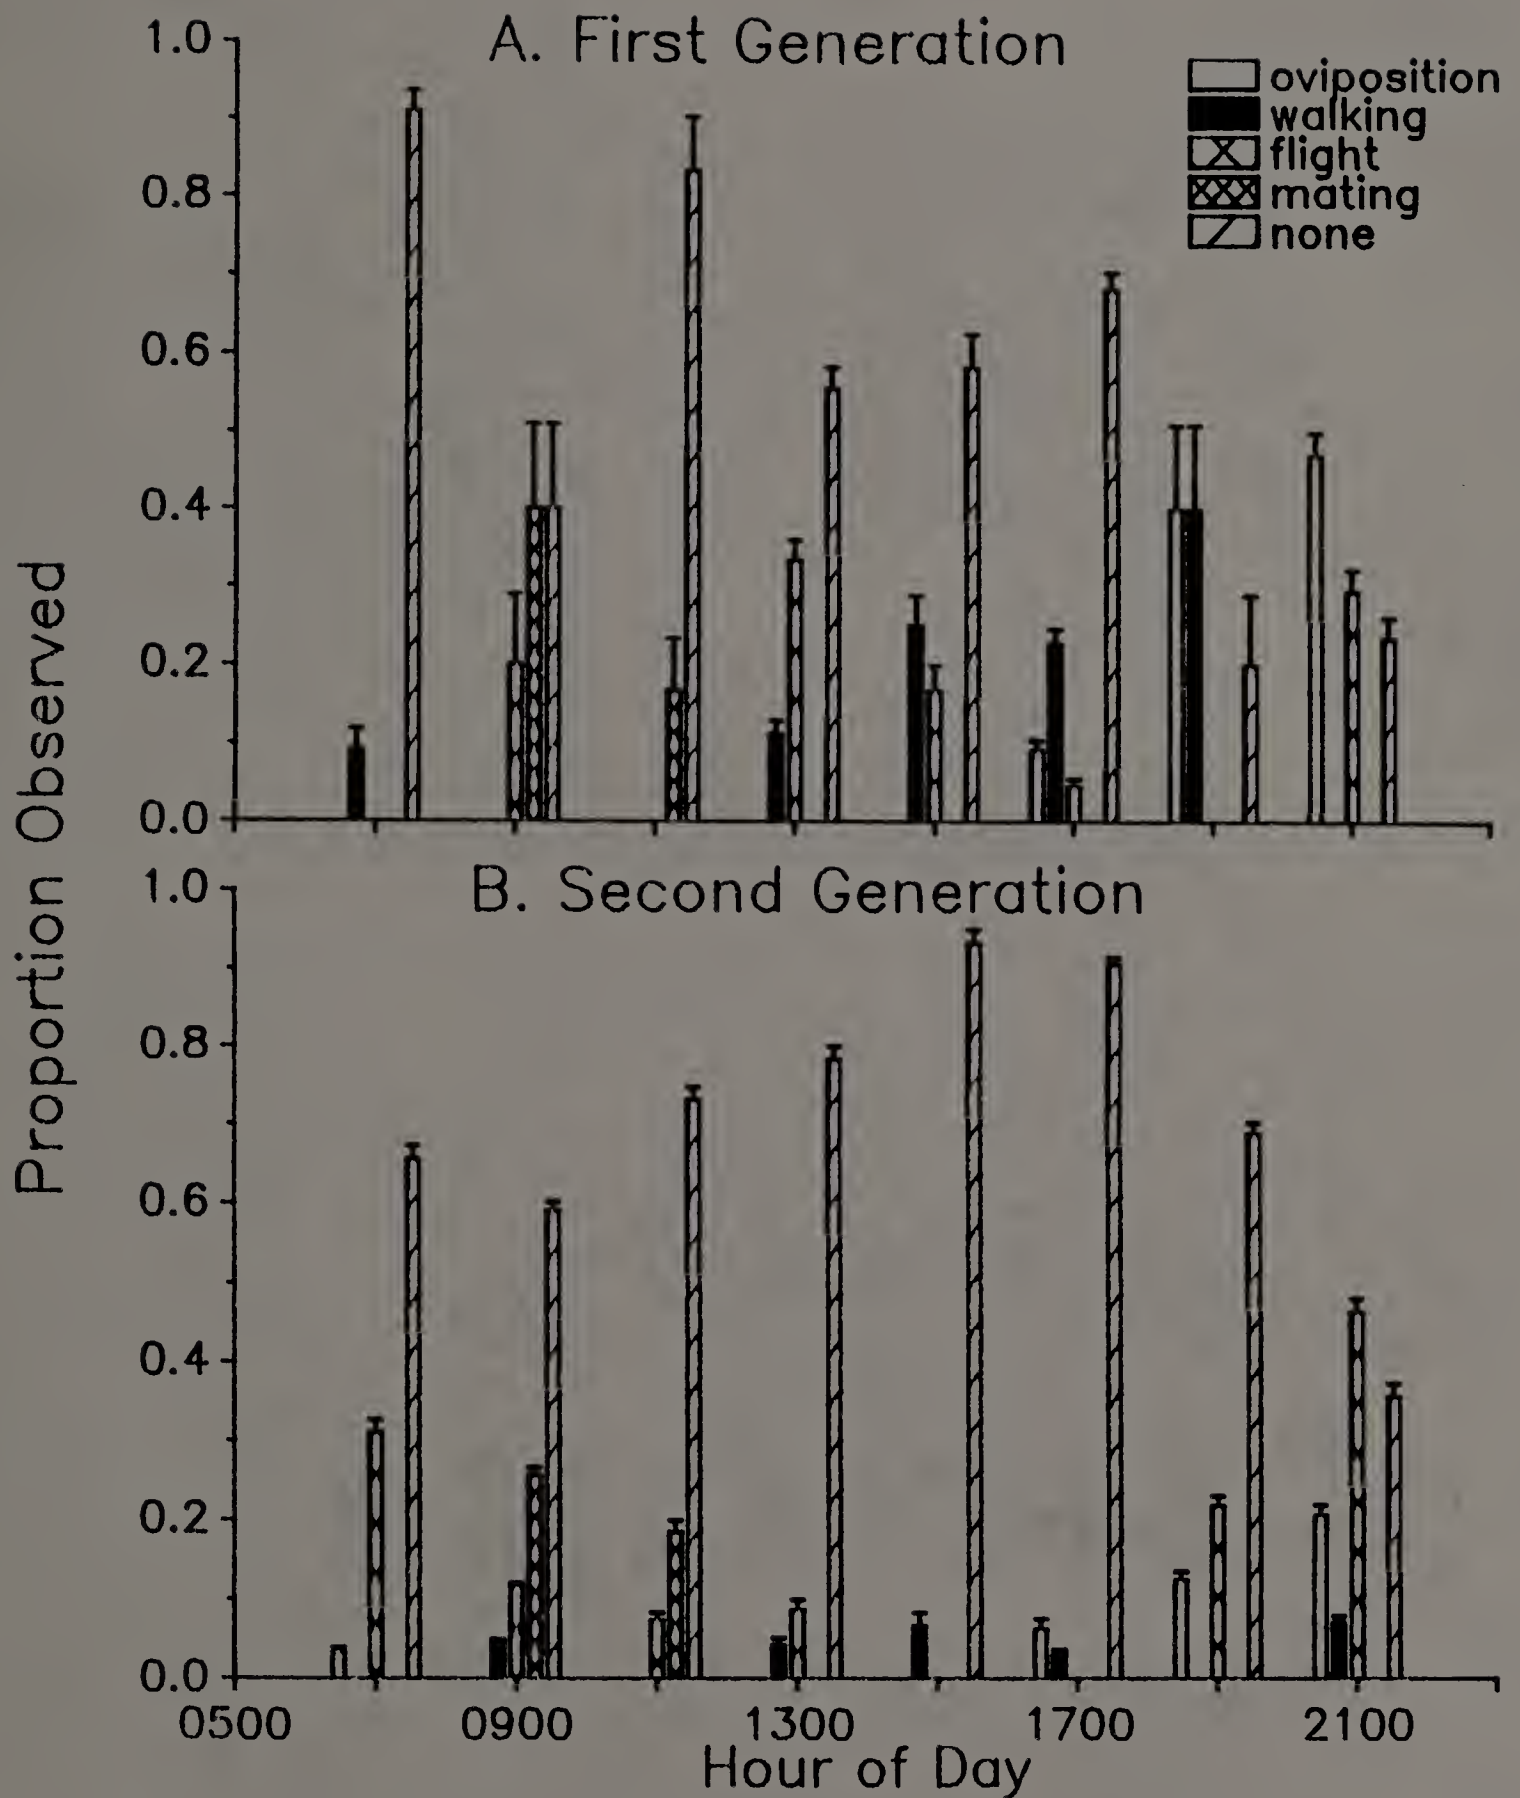 A. First Generation
1.0
0.8
0.6
0.4
0.2
0.0
oviposition
walking
flight
mating
none
Proportion Observed
B. Second Generation
1.0
0.8
0.6
0.4
0.2
0.0
0500 0900 1300 1700 2100
Hour of Day